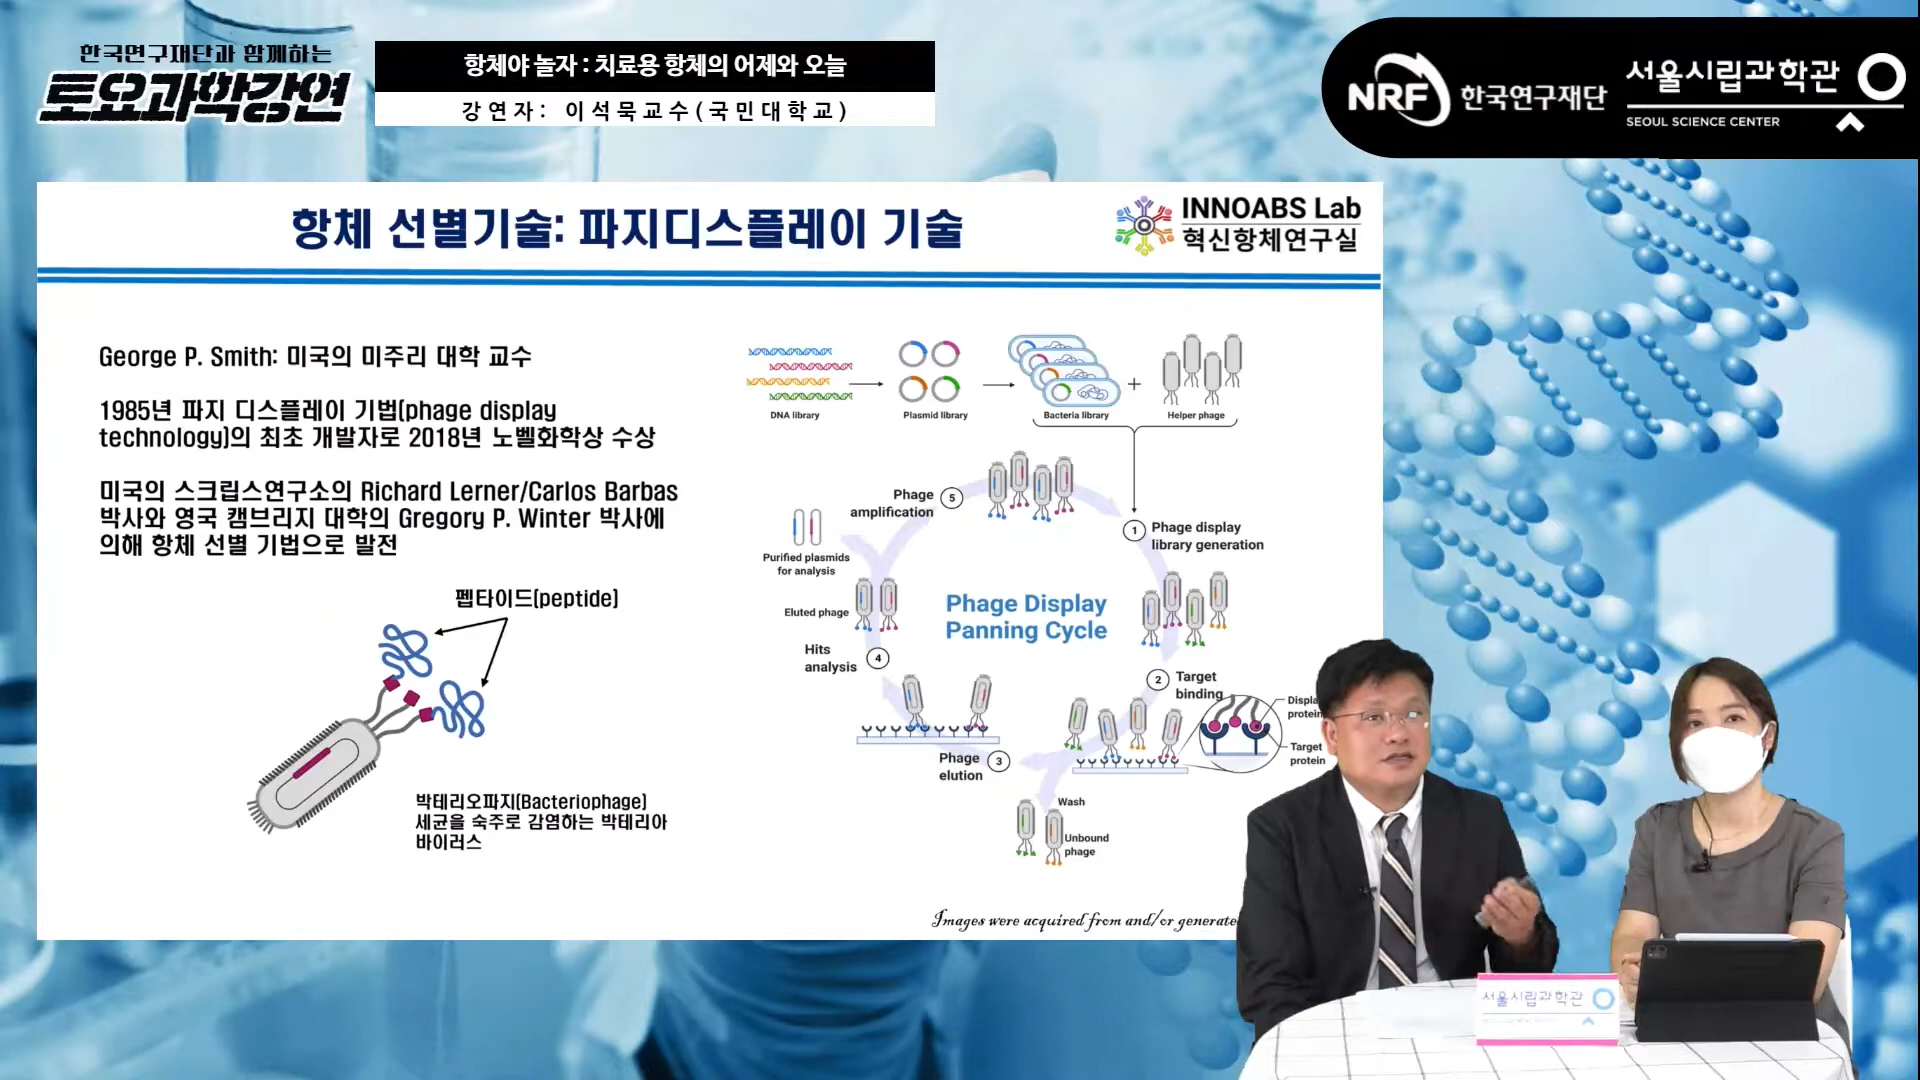 한국연구재단과 함께하는
토요과학강연
항체야 놀자 : 치료용 항체의 어제와 오늘
강연자: 이석묵교수(국민대학교)
NRF 한국연구재단
서울시립과학관
SEOUL SCIENCE CENTER
항체 선별기술: 파지디스플레이 기술
INNOABS Lab
혁신항체연구실
George P. Smith: 미국의 미주리 대학 교수
1985년 파지 디스플레이 기법(phage display
technology)의 최초 개발자로 2018년 노벨화학상 수상
미국의 스크립스연구소의 Richard Lerner/Carlos Barbas
박사와 영국 캠브리지 대학의 Gregory P. Winter 박사에
의해 항체 선별 기법으로 발전
펩타이드(peptide)
박테리오파지(Bacteriophage)
세균을 숙주로 감염하는 박테리아
바이러스
DNA library
Plasmid library
Bacteria library
+
Helper phage
Phage
amplification
5
1
Phage display
library generation
Purified plasmids
for analysis
Eluted phage
Phage Display
Panning Cycle
Hits
analysis
4
2
Target
binding
Target
protein
Phage
elution
3
Wash
Unbound
phage
Images were acquired from and/or
서울시립과학관